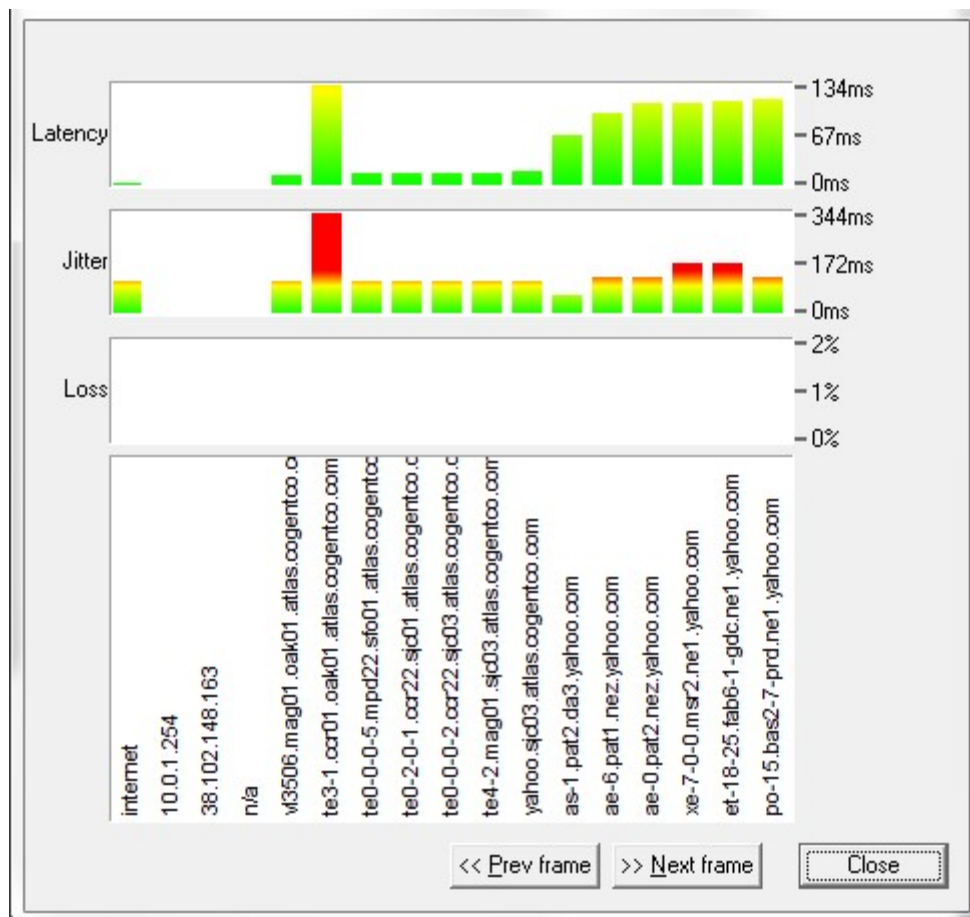 Latency
134ms
67ms
0ms
Jitter
344ms
172ms
0ms
Loss
2%
1%
0%
internet
10.0.1.254
38.102.148.163
n/a
vl3506.mag01.oak01.atlas.cogentco.co
te3-1.ccr01.oak01.atlas.cogentco.com
te0-0-0-5.mpd22.sfo01.atlas.cogentcc
te0-2-0-1.ccr22.sjc01.atlas.cogentco.c
te0-0-0-2.ccr22.sjc03.atlas.cogentco.c
te4-2.mag01.sjc03.atlas.cogentco.com
yahoo.sjc03.atlas.cogentco.com
as-1.pat2.da3.yahoo.com
ae-6.pat1.nez.yahoo.com
ae-0.pat2.nez.yahoo.com
xe-7-0-0.msr2.ne1.yahoo.com
et-18-25.fab6-1-gdc.ne1.yahoo.com
po-15.bas2-7-prd.ne1.yahoo.com
<< Prev frame
>> Next frame
Close